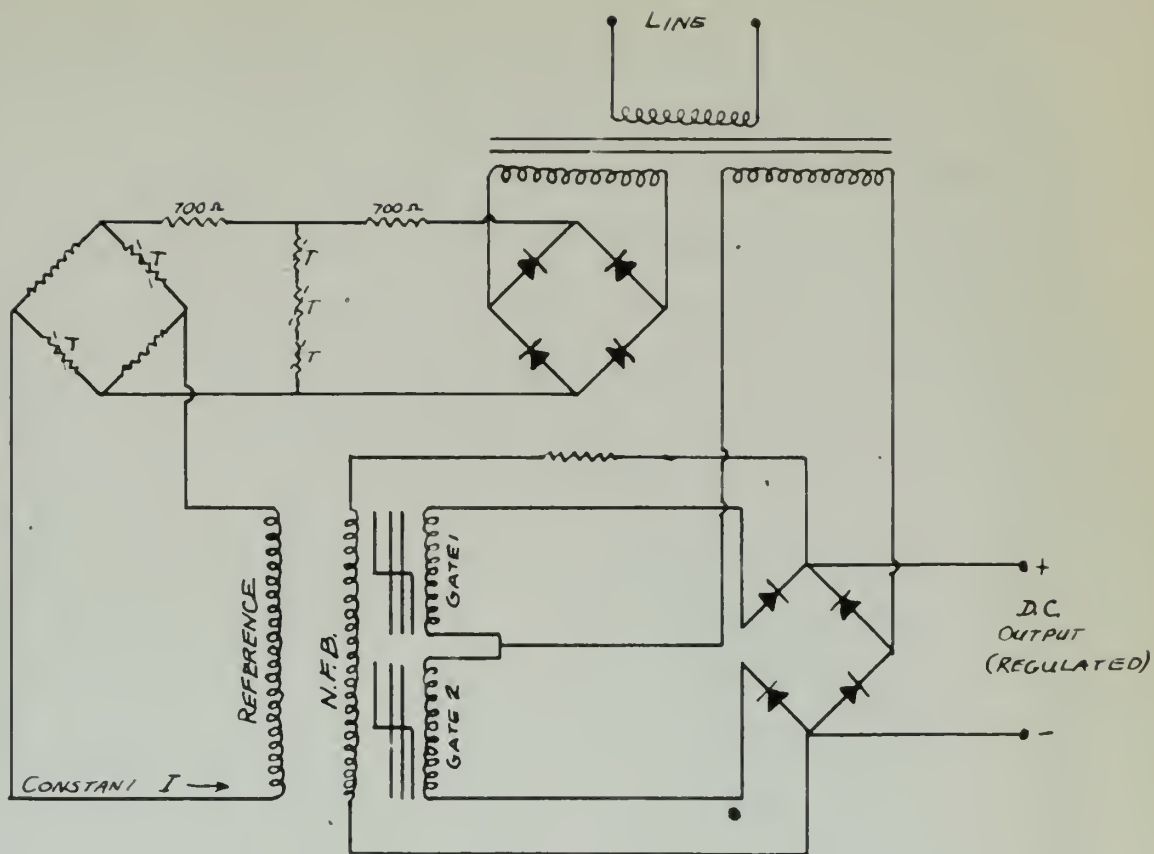 LINE
700 Ω
700 Ω
T
T
T
T
T
REFERENCE
N.F.B.
GATE 1
GATE 2
+
D.C.
OUTPUT
(REGULATED)
-
CONSTANT I →